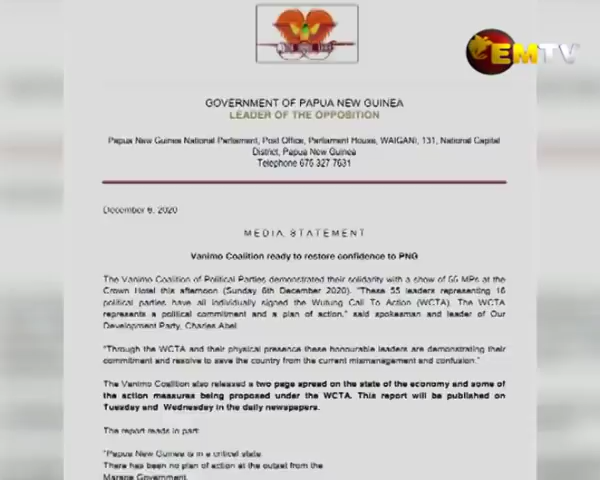 EMTV
GOVERNMENT OF PAPUA NEW GUINEA
LEADER OF THE OPPOSITION
Papua New Guinea National Parliament, Post Office, Parliament House, WAIGANI, 131, National Capital
District, Papua New Guinea
Telephone 675 327 7631
December 6, 2020
MEDIA STATEMENT
Vanimo Coalition ready to restore confidence to PNG
The Vanimo Coalition of Political Parties demonstrated their solidarity with a show of 55 MPs at the
Crown Hotel this afternoon (Sunday 6th December 2020). "These 55 leaders representing 16
political parties have all individually signed the Wutung Call To Action (WCTA). The WCTA
represents a political commitment and a plan of action." said spokesman and leader of Our
Development Party, Charles Abel.
"Through the WCTA and their physical presence these honourable leaders are demonstrating their
commitment and resolve to save the country from the current mismanagement and confusion."
The Vanimo Coalition also released a two page spread on the state of the economy and some of
the action measures being proposed under the WCTA. This report will be published on
Tuesday and Wednesday in the daily newspapers.
The report reads in part:
"Papua New Guinea is in a critical state.
There has been no plan of action at the outset from the
Marape Government.